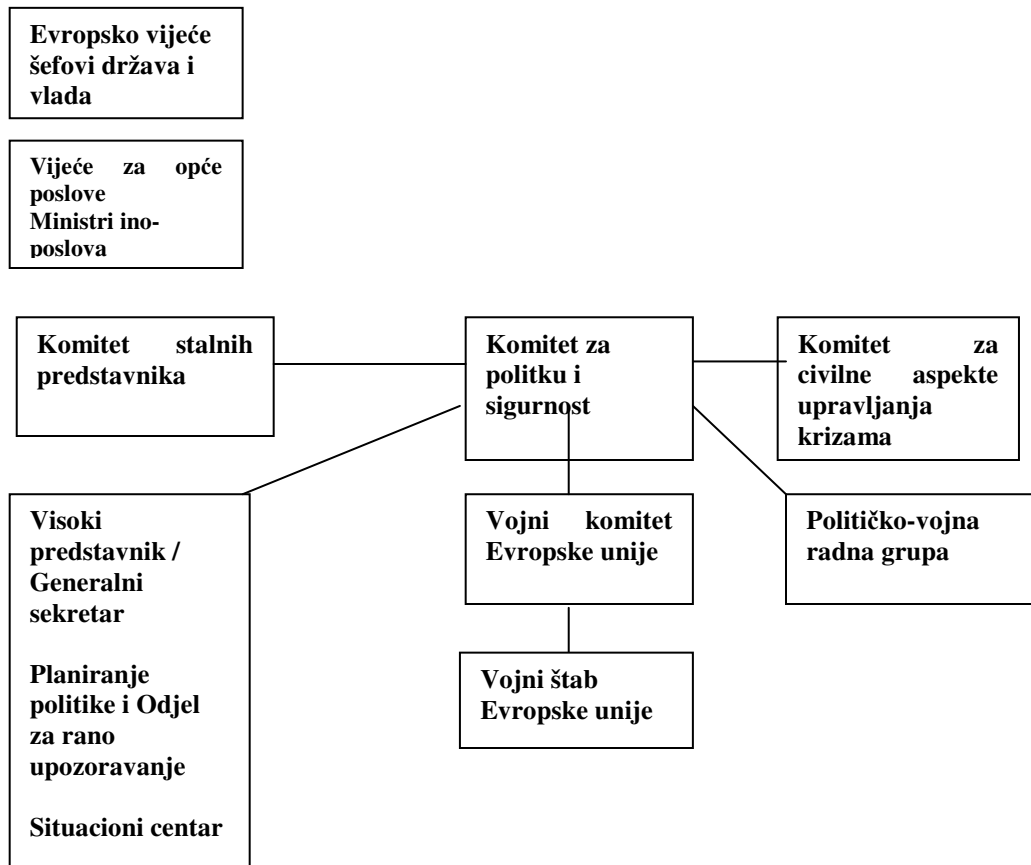 Evropsko vijeće
šefovi država i
vlada
Vijeće za opće
poslove
Ministri ino-
poslova
Komitet stalnih
predstavnika
Komitet za
politku i
sigurnost
Komitet za
civilne aspekte
upravljanja
krizama
Visoki
predstavnik /
Generalni
sekretar
Planiranje
politike i Odjel
za rano
upozoravanje
Situacioni centar
Vojni komitet
Evropske unije
Političko-vojna
radna grupa
Vojni štab
Evropske unije